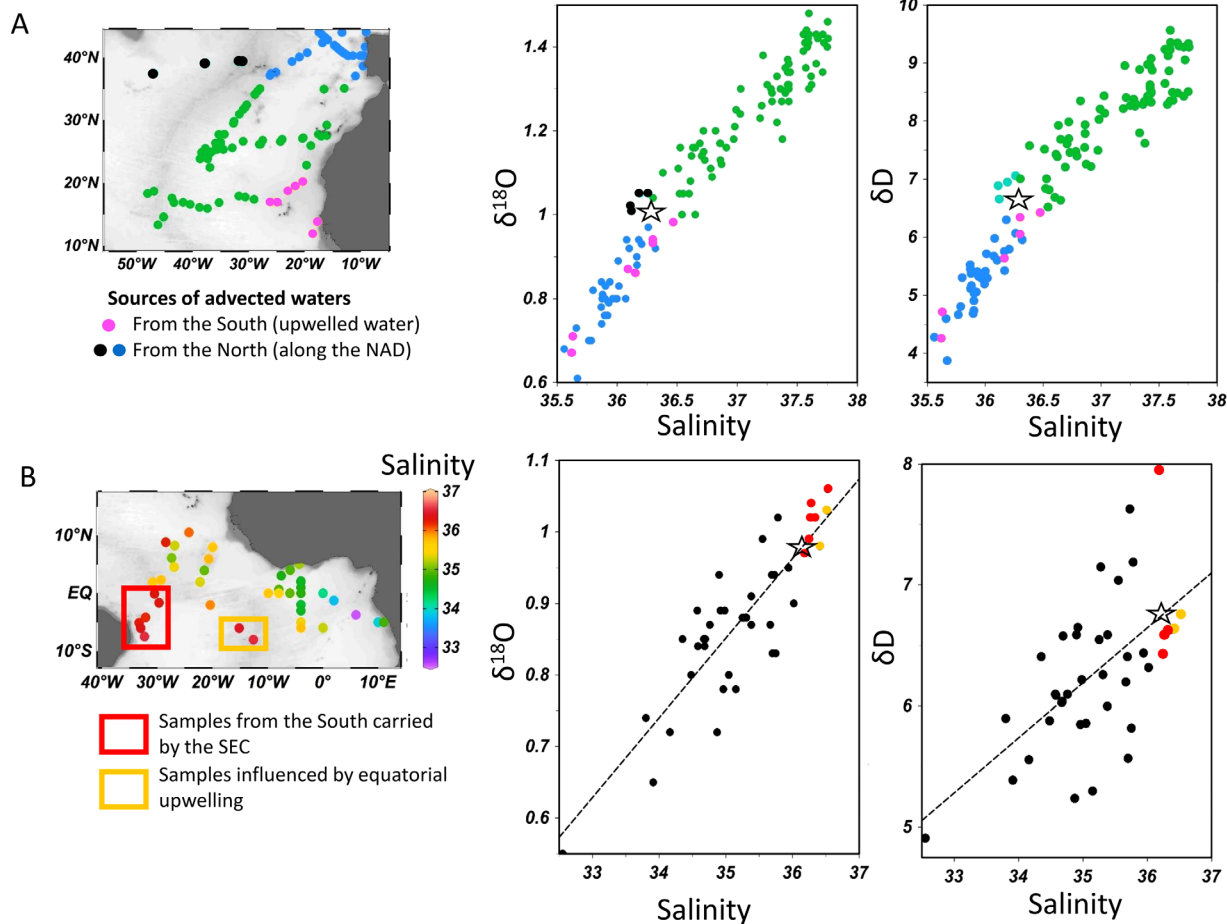 A
40°N
30°N
20°N
10°N
50°W 40°W 30°W 20°W 10°W
Sources of advected waters
From the South (upwelled water)
From the North (along the NAD)
δ18O
1.4
1.2
1
0.8
0.6
35.5 36 36.5 37 37.5 38
Salinity
δD
10
9
8
7
6
5
4
35.5 36 36.5 37 37.5 38
Salinity
B
Salinity
37
36
35
34
33
10°N
EQ
10°S
40°W 30°W 20°W 10°W 0°E 10°E
Samples from the South carried
by the SEC
Samples influenced by equatorial
upwelling
δ18O
1.1
1
0.9
0.8
0.7
0.6
33 34 35 36 37
Salinity
δD
8
7
6
5
33 34 35 36 37
Salinity